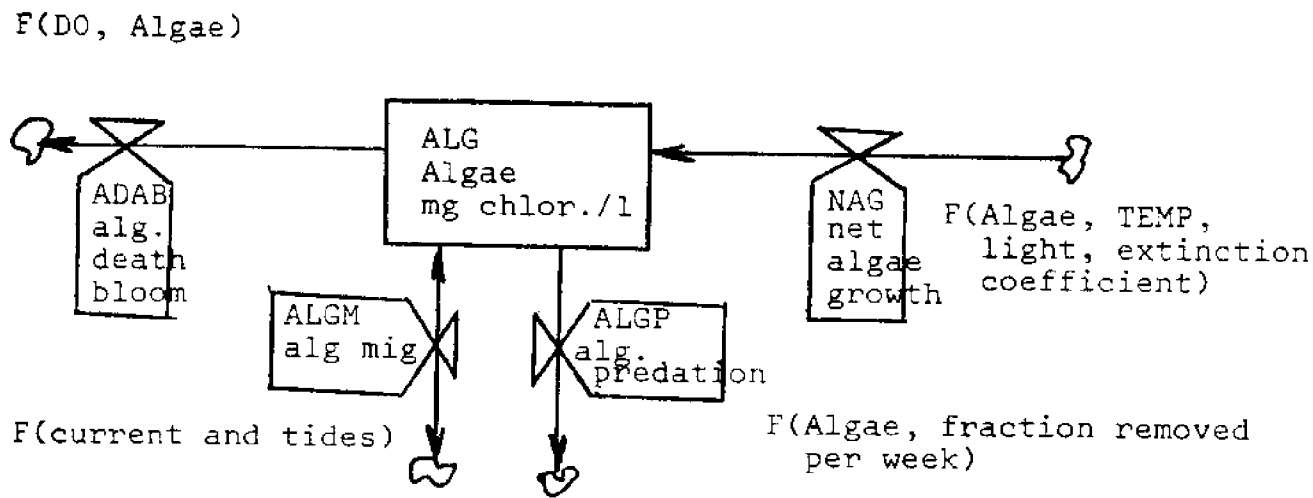 F(DO, Algae)
ALG
Algae
mg chlor./l
ADAB
alg.
death
bloom
NAG
net
algae
growth
F(Algae, TEMP,
light, extinction
coefficient)
ALGM
alg mig
ALGP
alg.
predation
F(current and tides)
F(Algae, fraction removed
per week)